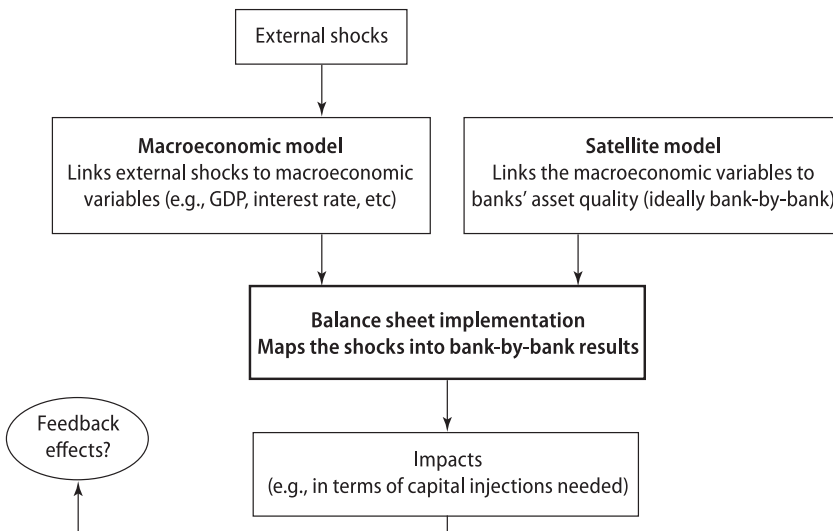 External shocks
Macroeconomic model
Links external shocks to macroeconomic
variables (e.g., GDP, interest rate, etc)
Satellite model
Links the macroeconomic variables to
banks’ asset quality (ideally bank-by-bank)
Balance sheet implementation
Maps the shocks into bank-by-bank results
Feedback
effects?
Impacts
(e.g., in terms of capital injections needed)